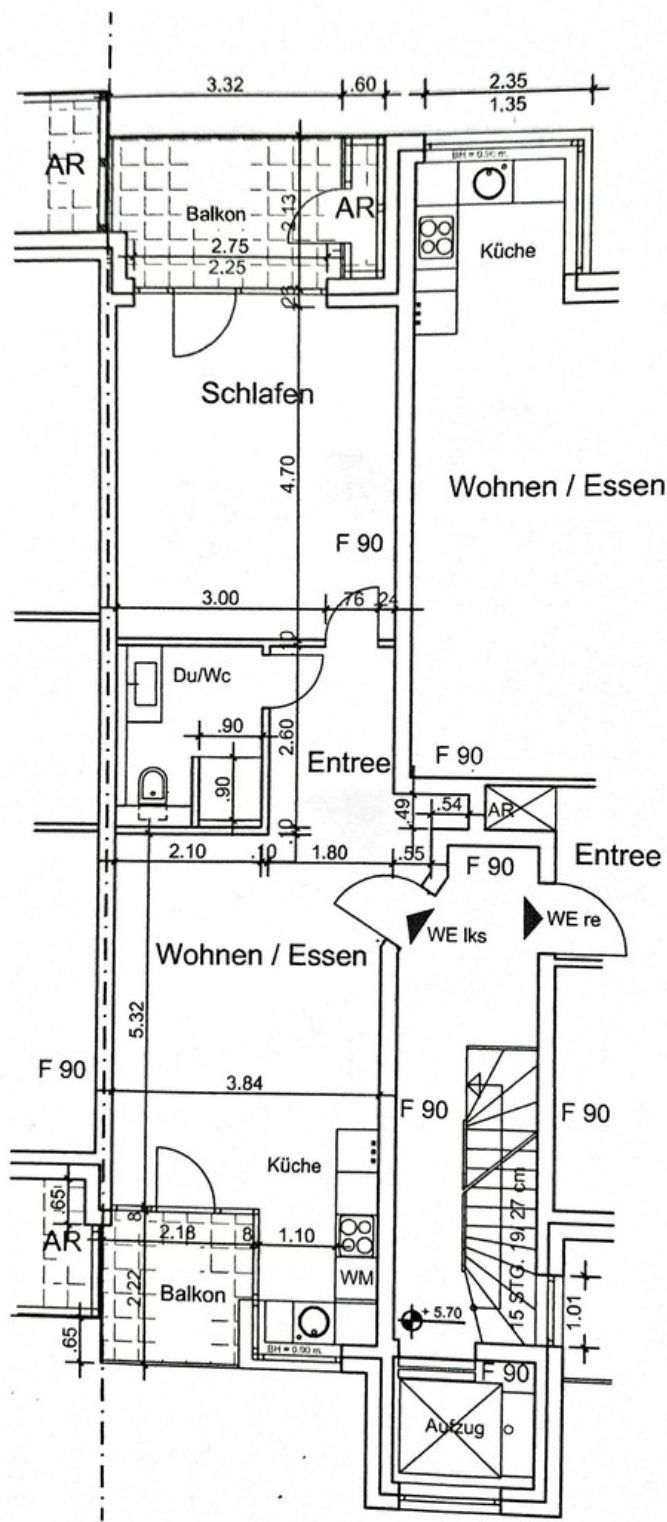 3.32
.60
2.35
1.35
AR
BH = 0.90 m.
Balkon
2.13
AR
Küche
2.75
2.25
.23
Schlafen
4.70
Wohnen / Essen
F 90
3.00
.76
.24
.10
Du/Wc
.90
2.60
.90
Entree
F 90
.49
.54
AR
.10
2.10
.10
1.80
.55
F 90
Entree
WE lks
WE re
Wohnen / Essen
5.32
F 90
3.84
F 90
F 90
Küche
15 STG. 19/ 27 cm
.65
AR
8
2.18
8
1.10
2.22
Balkon
WM
+ 5.70
1.01
.65
BH = 0.90 m.
F 90
Aufzug